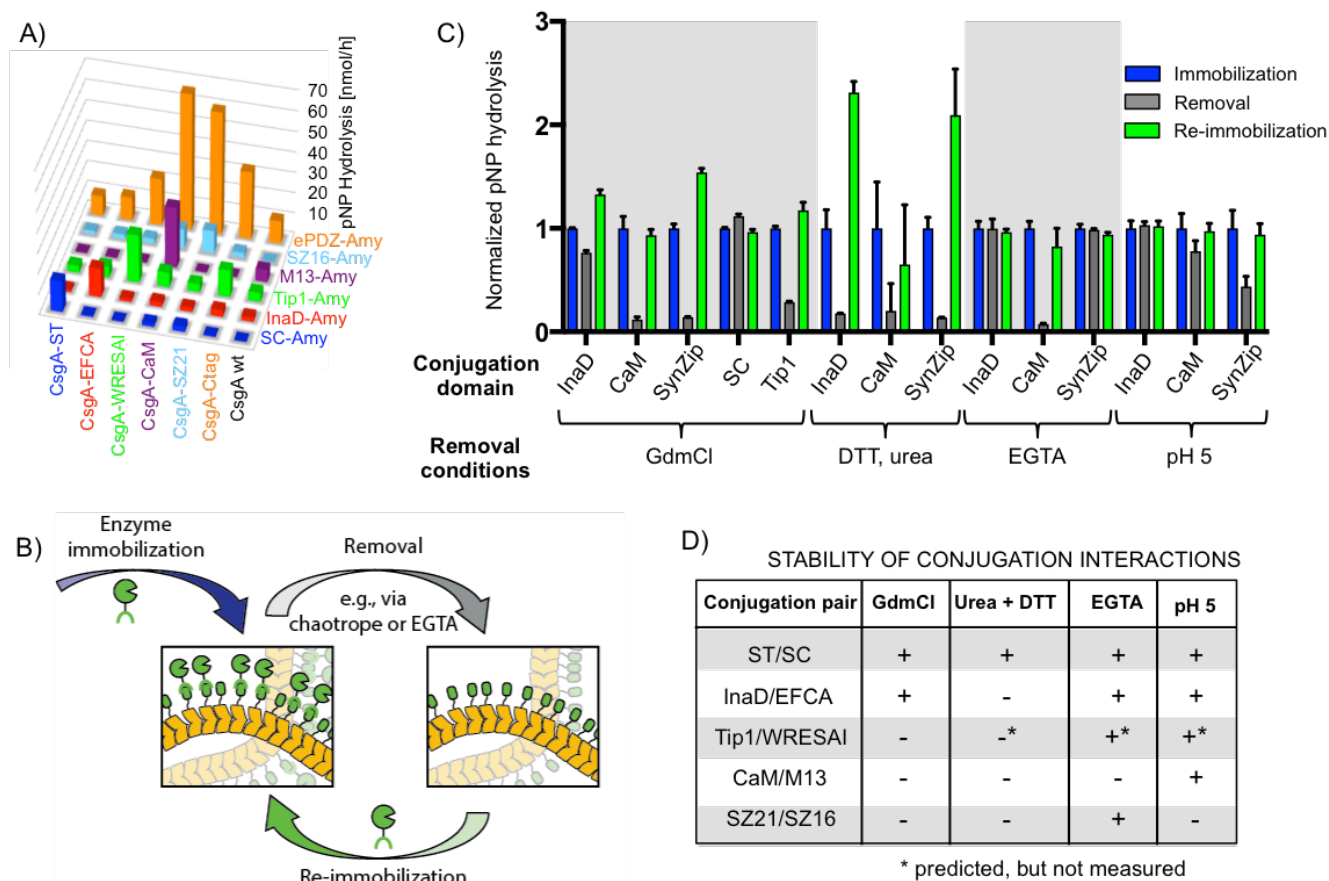 A)
pNP Hydrolysis [nmol/h]
70
60
50
40
30
20
10
ePDZ-Amy
SZ16-Amy
M13-Amy
Tip1-Amy
InaD-Amy
SC-Amy
CsgA-ST
CsgA-EFCA
CsgA-WRESAI
CsgA-CaM
CsgA-SZ21
CsgA-Ctag
CsgA wt
C)
Normalized pNP hydrolysis
3
2
1
0
Immobilization
Removal
Re-immobilization
Conjugation domain
InaD CaM SynZip SC Tip1 InaD CaM SynZip InaD CaM SynZip InaD CaM SynZip
Removal conditions
GdmCl DTT, urea EGTA pH 5
B)
Enzyme
immobilization
Removal
e.g., via
chaotrope or EGTA
Re-immobilization
D)
STABILITY OF CONJUGATION INTERACTIONS
Conjugation pair GdmCl Urea + DTT EGTA pH 5
ST/SC + + + +
InaD/EFCA + - + +
Tip1/WRESAI - -* +* +*
CaM/M13 - - - +
SZ21/SZ16 - - + -
* predicted, but not measured